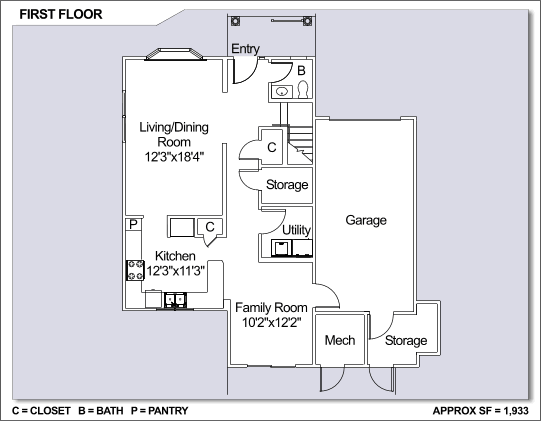 FIRST FLOOR
Entry
B
Living/Dining
Room
12'3"x18'4"
C
Storage
Garage
P
C
Utility
Kitchen
12'3"x11'3"
Family Room
10'2"x12'2"
Mech
Storage
C = CLOSET B = BATH P = PANTRY
APPROX SF = 1,933